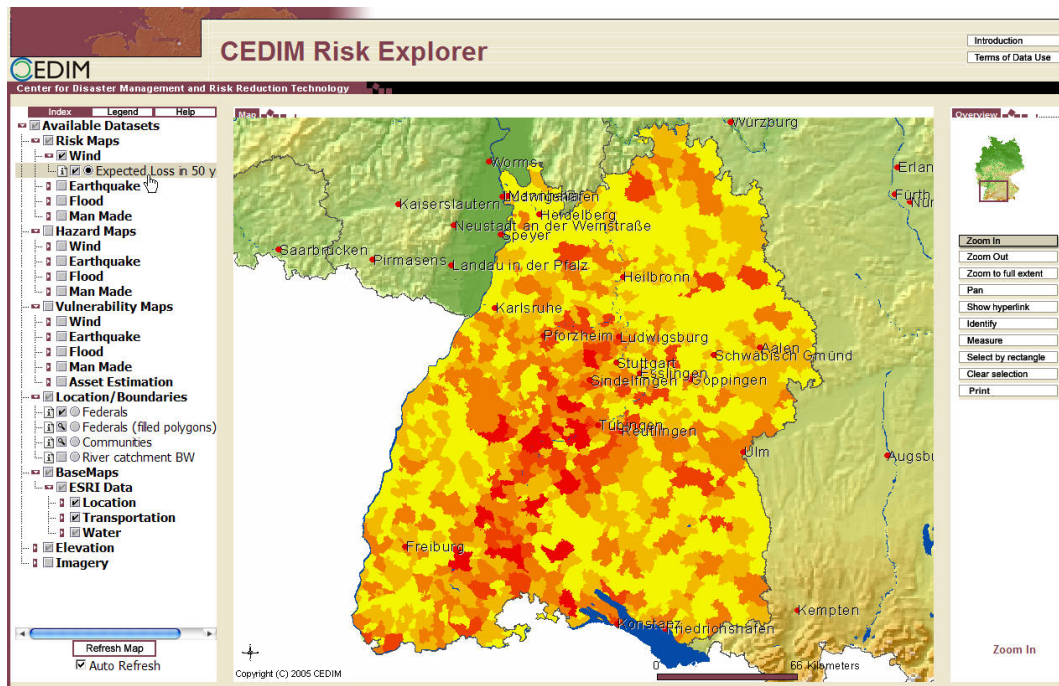 CEDIM
CEDIM Risk Explorer
Introduction
Terms of Data Use
Center for Disaster Management and Risk Reduction Technology
Index
Legend
Help
Available Datasets
Risk Maps
Wind
Expected Loss in 50 y
Earthquake
Flood
Man Made
Hazard Maps
Wind
Earthquake
Flood
Man Made
Vulnerability Maps
Wind
Earthquake
Flood
Man Made
Asset Estimation
Location/Boundaries
Federals
Federals (filled polygons)
Communities
River catchment BW
BaseMaps
ESRI Data
Location
Transportation
Water
Elevation
Imagery
Refresh Map
Auto Refresh
Map
Würzburg
Worms
Erlan
Fürth
Kaiserslautern
Heidelberg
Neustadt an der Weinstraße
Speyer
Saarbrücken
Pirmasens
Landau in der Pfalz
Heilbronn
Karlsruhe
Pforzheim
Ludwigsburg
Aalen
Schwäbisch Gmünd
Stuttgart
Esslingen
Sindelfingen
Göppingen
Tübingen
Reutlingen
Ulm
Augsbu
Freiburg
Kempten
Konstanz
Friedrichshafen
0
66 Kilometers
Copyright (C) 2005 CEDIM
Overview
Zoom In
Zoom Out
Zoom to full extent
Pan
Show hyperlink
Identify
Measure
Select by rectangle
Clear selection
Print
Zoom In